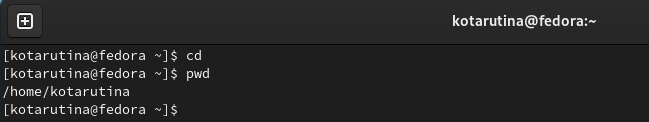 kotarutina@fedora:~
[kotarutina@fedora ~]$ cd
[kotarutina@fedora ~]$ pwd
/home/kotarutina
[kotarutina@fedora ~]$